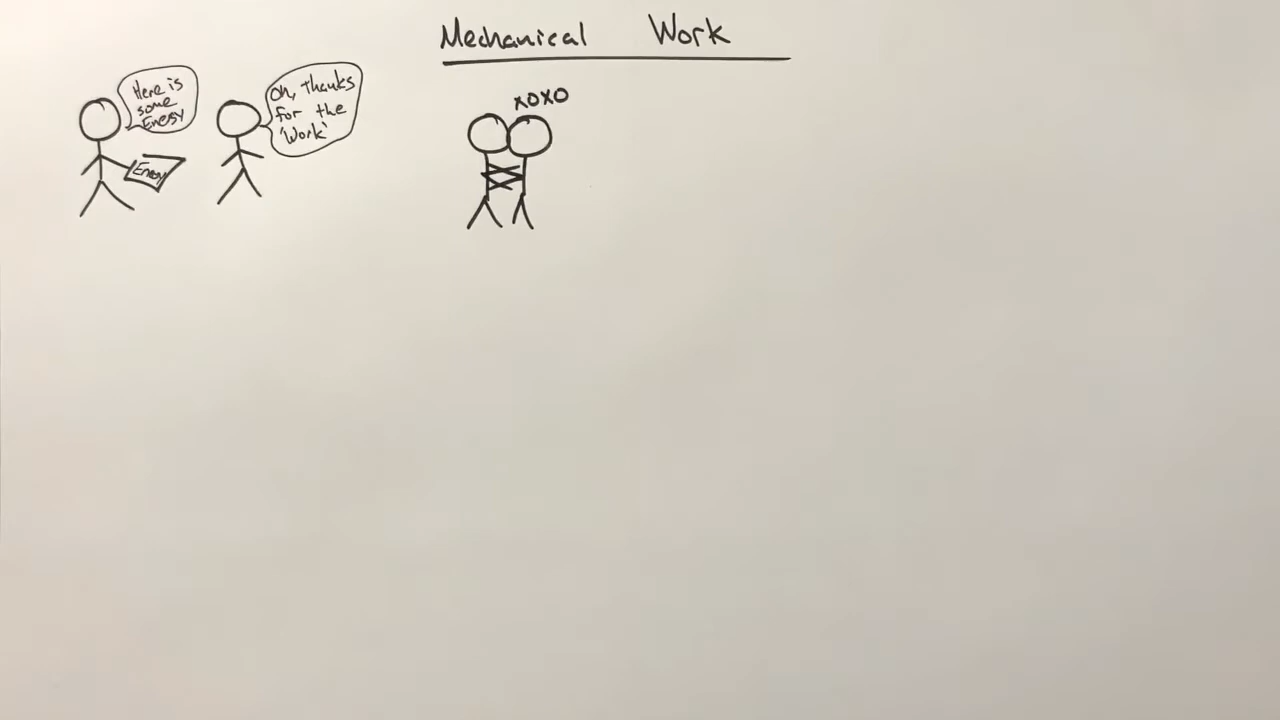 Mechanical Work
Here is
some
Energy
Oh, Thanks
for the
'Work'
Energy
xoxo